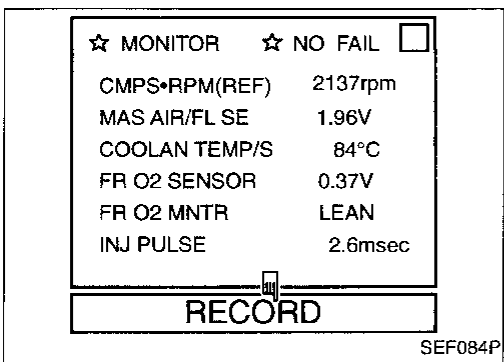 ☆ MONITOR ☆ NO FAIL
CMPS•RPM(REF) 2137rpm
MAS AIR/FL SE 1.96V
COOLAN TEMP/S 84°C
FR O2 SENSOR 0.37V
FR O2 MNTR LEAN
INJ PULSE 2.6msec
RECORD
SEF084P